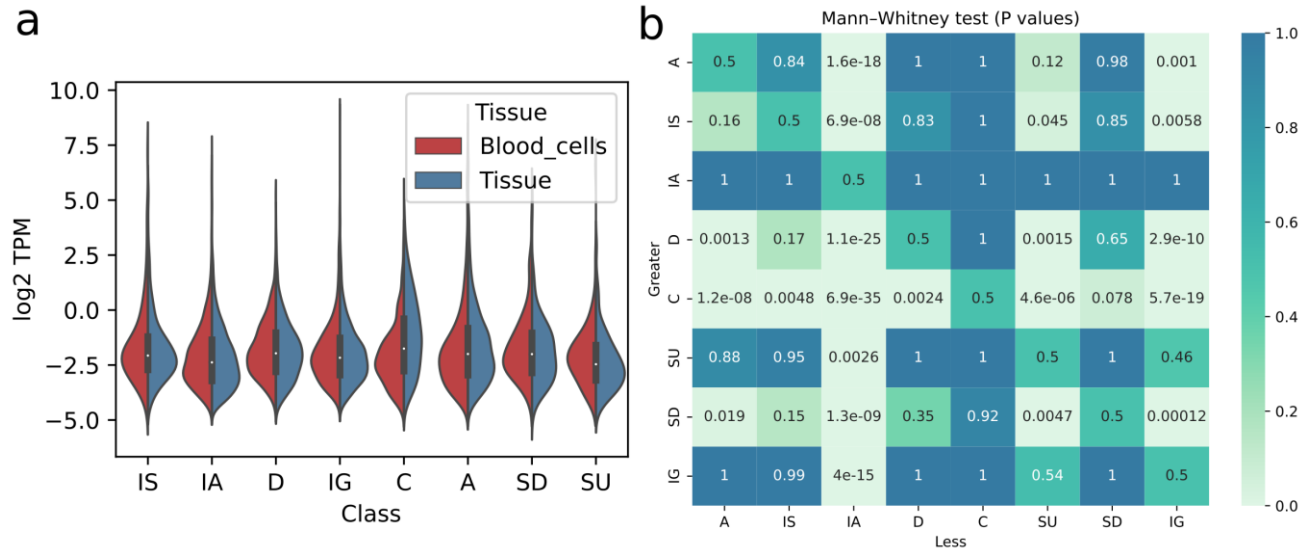 a
10.0
7.5
5.0
2.5
0.0
−2.5
−5.0
log2 TPM
Tissue
Blood_cells
Tissue
IS IA D IG C A SD SU
Class
b
Mann–Whitney test (P values)
Greater
A 0.5 0.84 1.6e-18 1 1 0.12 0.98 0.001
IS 0.16 0.5 6.9e-08 0.83 1 0.045 0.85 0.0058
IA 1 1 0.5 1 1 1 1 1
D 0.0013 0.17 1.1e-25 0.5 1 0.0015 0.65 2.9e-10
C 1.2e-08 0.0048 6.9e-35 0.0024 0.5 4.6e-06 0.078 5.7e-19
SU 0.88 0.95 0.0026 1 1 0.5 1 0.46
SD 0.019 0.15 1.3e-09 0.35 0.92 0.0047 0.5 0.00012
IG 1 0.99 4e-15 1 1 0.54 1 0.5
A IS IA D C SU SD IG
Less
1.0
0.8
0.6
0.4
0.2
0.0